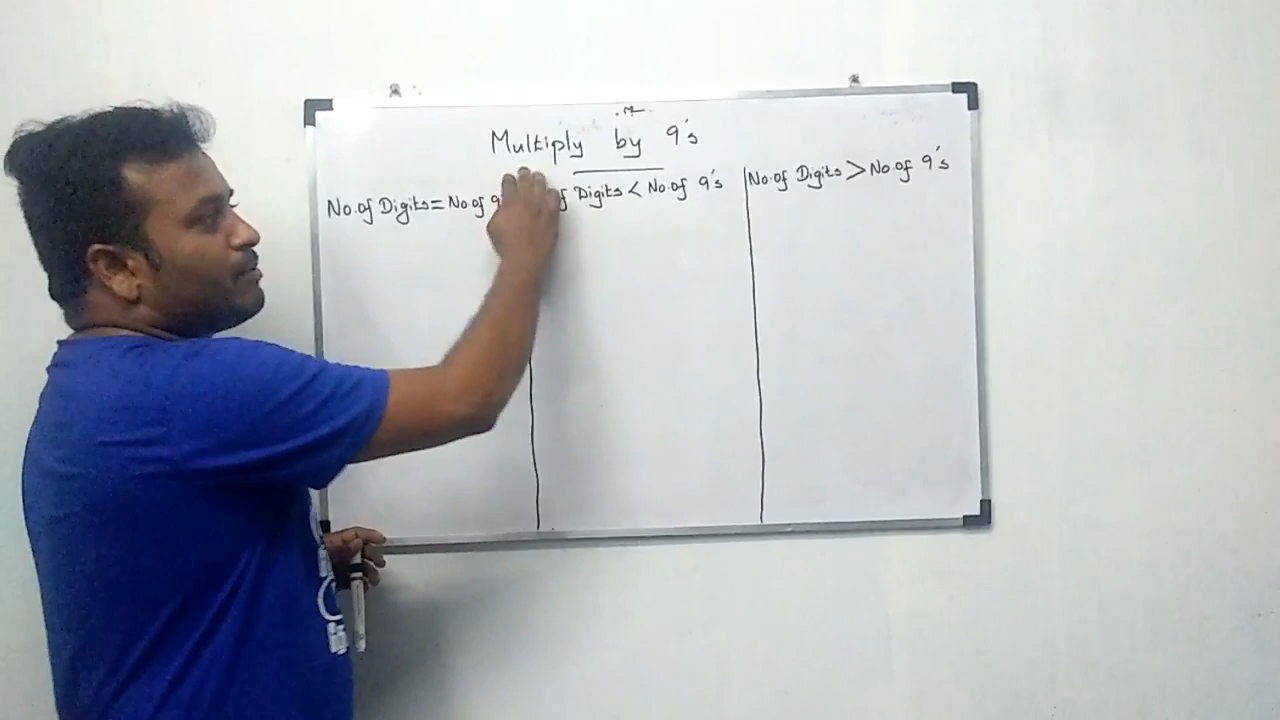 Multiply by 9's
No.of Digits = No.of 9
of Digits < No.of 9's
No.of Digits > No.of 9's